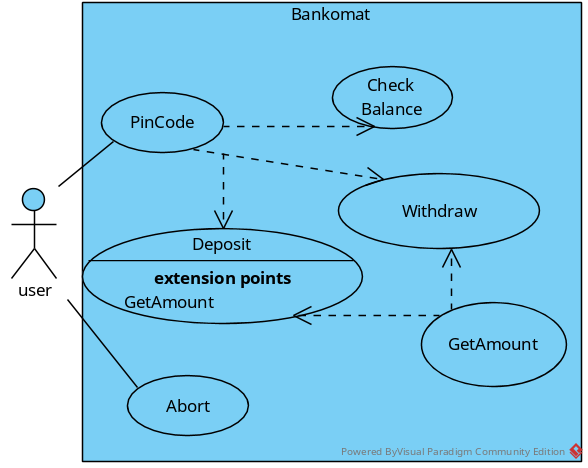 Bankomat
Check
Balance
PinCode
Withdraw
Deposit
extension points
GetAmount
user
GetAmount
Abort
Powered ByVisual Paradigm Community Edition